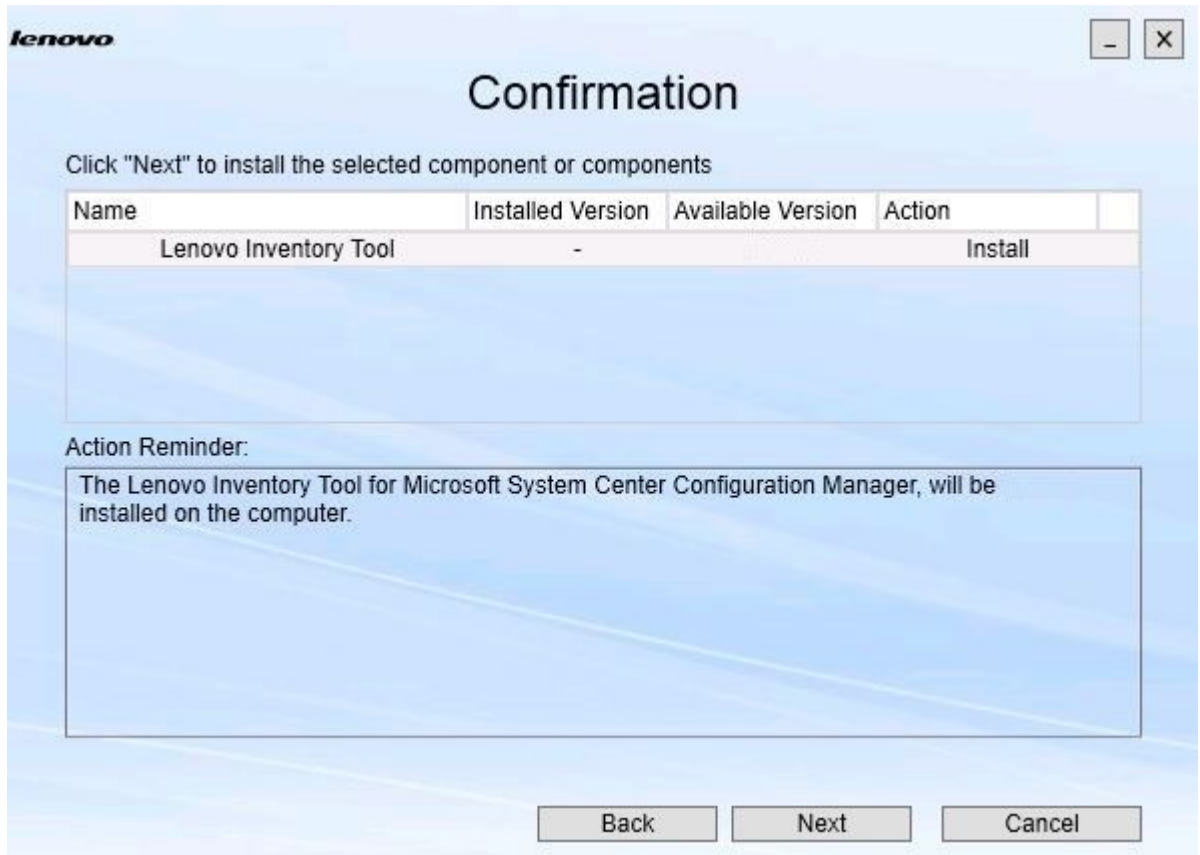 lenovo
_ X
Confirmation
Click "Next" to install the selected component or components
Name Installed Version Available Version Action
Lenovo Inventory Tool - Install
Action Reminder:
The Lenovo Inventory Tool for Microsoft System Center Configuration Manager, will be
installed on the computer.
Back Next Cancel